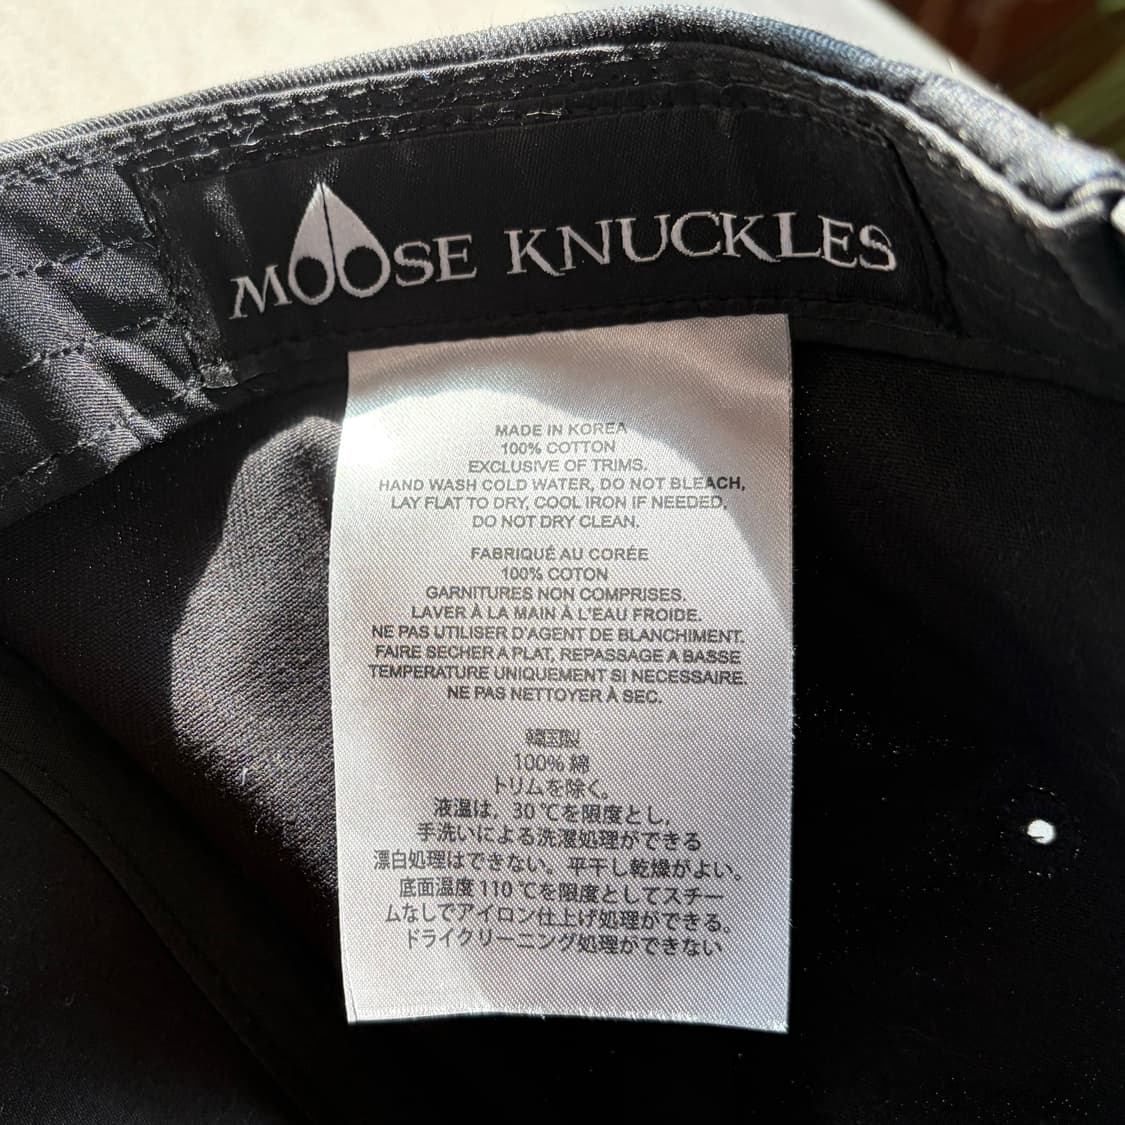 MOOSE KNUCKLES
MADE IN KOREA
100% COTTON
EXCLUSIVE OF TRIMS.
HAND WASH COLD WATER, DO NOT BLEACH,
LAY FLAT TO DRY, COOL IRON IF NEEDED,
DO NOT DRY CLEAN.
FABRIQUÉ AU CORÉE
100% COTON
GARNITURES NON COMPRISES.
LAVER À LA MAIN À L'EAU FROIDE.
NE PAS UTILISER D'AGENT DE BLANCHIMENT.
FAIRE SECHER A PLAT, REPASSAGE A BASSE
TEMPERATURE UNIQUEMENT SI NECESSAIRE.
NE PAS NETTOYER À SEC.
韓国製
100% 綿
トリムを除く。
液温は，30 ℃を限度とし，
手洗いによる洗濯処理ができる
漂白処理はできない。平干し乾燥がよい。
底面温度 110 ℃を限度としてスチー
ムなしでアイロン仕上げ処理ができる。
ドライクリーニング処理ができない